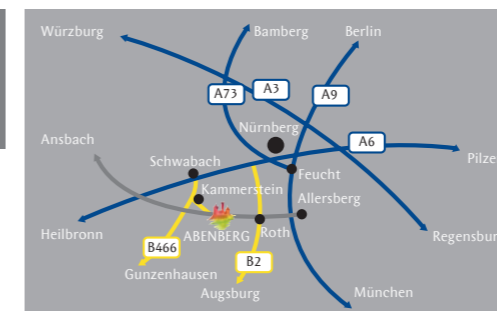 Würzburg
Bamberg
Berlin
A73
A3
A9
Nürnberg
A6
Ansbach
Schwabach
Pilze
Feucht
Kammerstein
Allersberg
Heilbronn
ABENBERG
Roth
Regensbur
B466
B2
Gunzenhausen
Augsburg
München